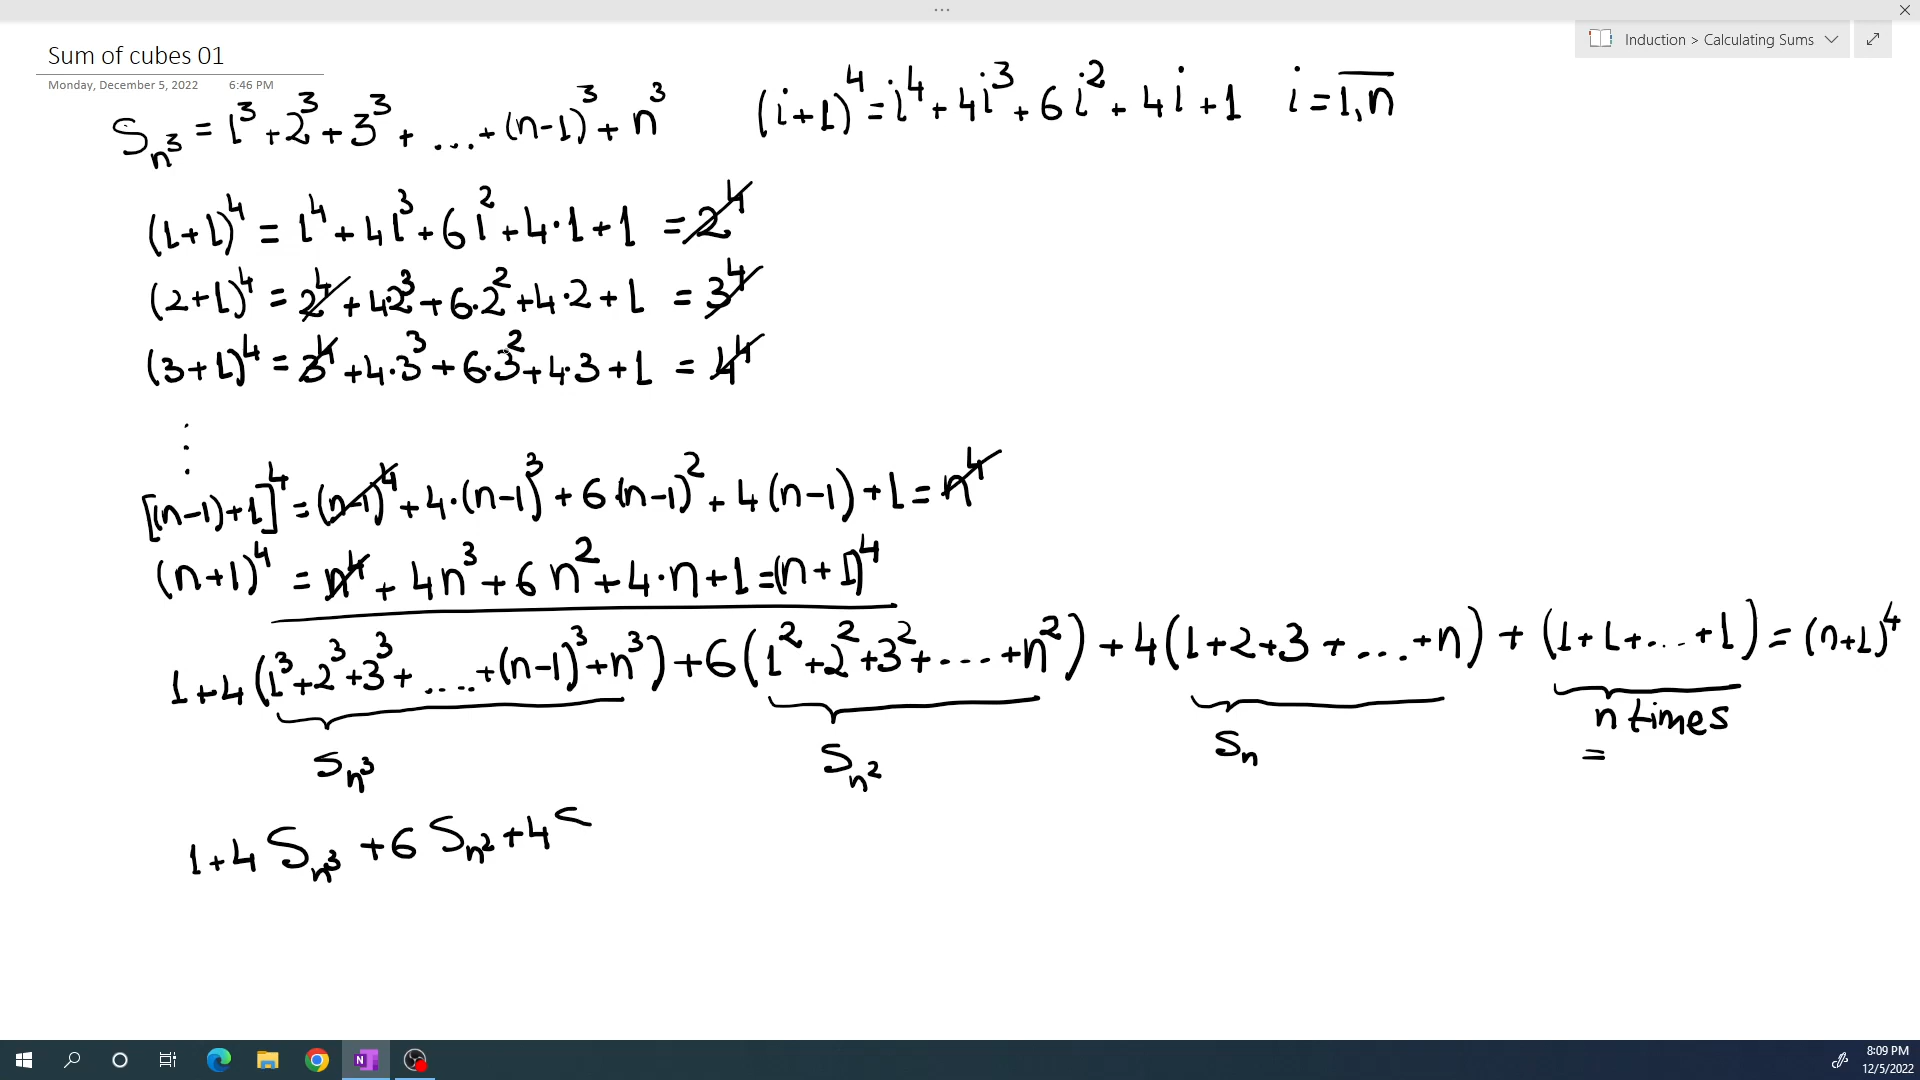 Induction > Calculating Sums
Sum of cubes 01
Monday, December 5, 2022 6:46 PM
S_{n³} = 1³ + 2³ + 3³ + .... + (n-1)³ + n³
(i+1)⁴ = i⁴ + 4i³ + 6i² + 4i + 1 i = \overline{1,n}
(1+1)⁴ = 1⁴ + 41³ + 61² + 4·1 + 1 = 2⁴
(2+1)⁴ = 2⁴ + 4·2³ + 6·2² + 4·2 + 1 = 3⁴
(3+1)⁴ = 3⁴ + 4·3³ + 6·3² + 4·3 + 1 = 4⁴
⋮
[(n-1)+1]⁴ = (n-1)⁴ + 4·(n-1)³ + 6(n-1)² + 4(n-1) + 1 = n⁴
(n+1)⁴ = n⁴ + 4n³ + 6n² + 4·n + 1 = (n+1)⁴
1+4(1³+2³+3³+.....+(n-1)³+n³)+6(1²+2²+3²+....+n²)+4(1+2+3+...+n)+(1+1+...+1)=(n+1)⁴
S_{n³} S_{n²} S_n n times
=
1+4 S_{n³} + 6 S_{n²} + 4
8:09 PM
12/5/2022